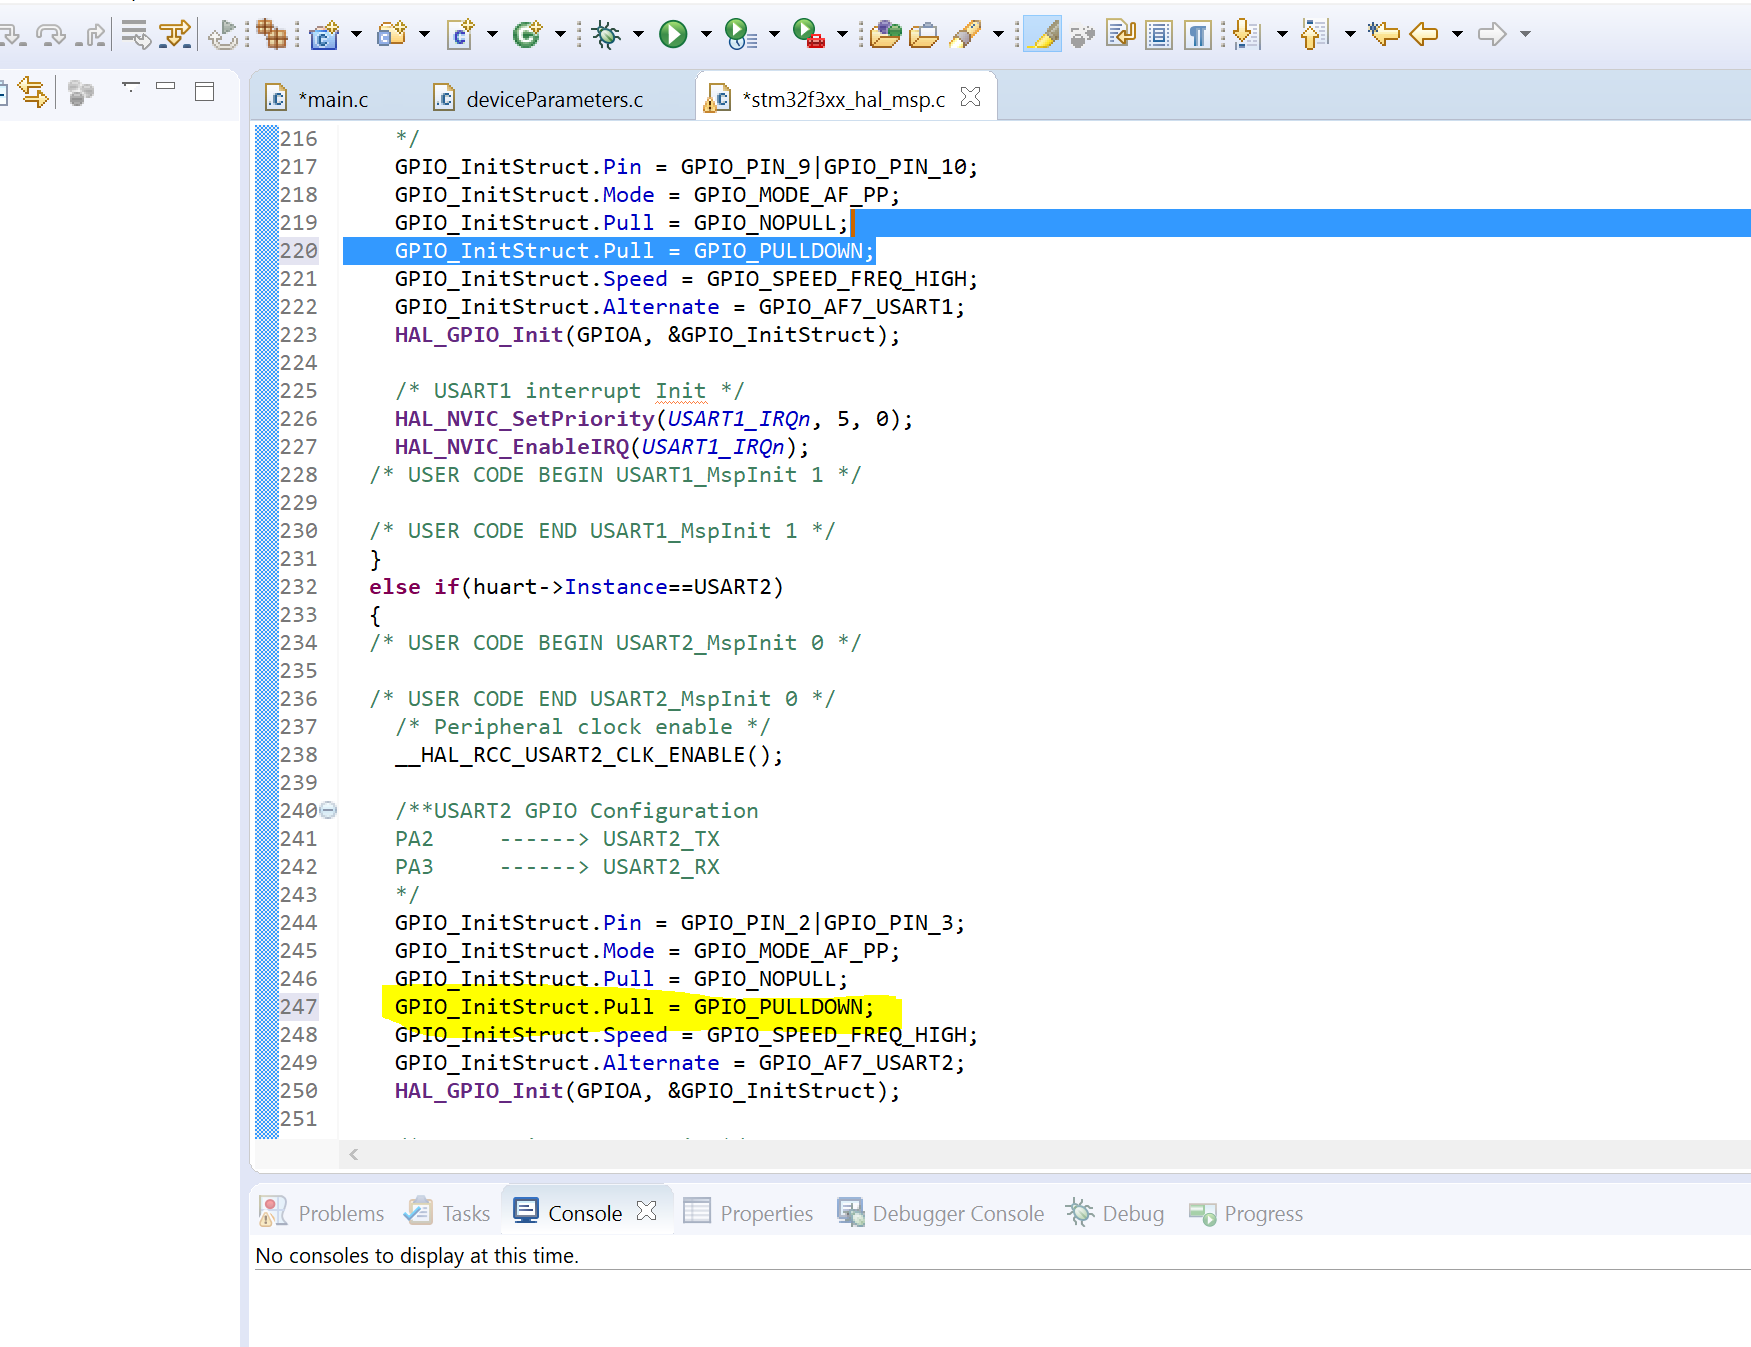 *main.c
deviceParameters.c
*stm32f3xx_hal_msp.c
216 */
217 GPIO_InitStruct.Pin = GPIO_PIN_9|GPIO_PIN_10;
218 GPIO_InitStruct.Mode = GPIO_MODE_AF_PP;
219 GPIO_InitStruct.Pull = GPIO_NOPULL;
220 GPIO_InitStruct.Pull = GPIO_PULLDOWN;
221 GPIO_InitStruct.Speed = GPIO_SPEED_FREQ_HIGH;
222 GPIO_InitStruct.Alternate = GPIO_AF7_USART1;
223 HAL_GPIO_Init(GPIOA, &GPIO_InitStruct);
224
225 /* USART1 interrupt Init */
226 HAL_NVIC_SetPriority(USART1_IRQn, 5, 0);
227 HAL_NVIC_EnableIRQ(USART1_IRQn);
228 /* USER CODE BEGIN USART1_MspInit 1 */
229
230 /* USER CODE END USART1_MspInit 1 */
231 }
232 else if(huart->Instance==USART2)
233 {
234 /* USER CODE BEGIN USART2_MspInit 0 */
235
236 /* USER CODE END USART2_MspInit 0 */
237 /* Peripheral clock enable */
238 __HAL_RCC_USART2_CLK_ENABLE();
239
240 /**USART2 GPIO Configuration
241 PA2 ------> USART2_TX
242 PA3 ------> USART2_RX
243 */
244 GPIO_InitStruct.Pin = GPIO_PIN_2|GPIO_PIN_3;
245 GPIO_InitStruct.Mode = GPIO_MODE_AF_PP;
246 GPIO_InitStruct.Pull = GPIO_NOPULL;
247 GPIO_InitStruct.Pull = GPIO_PULLDOWN;
248 GPIO_InitStruct.Speed = GPIO_SPEED_FREQ_HIGH;
249 GPIO_InitStruct.Alternate = GPIO_AF7_USART2;
250 HAL_GPIO_Init(GPIOA, &GPIO_InitStruct);
251
Problems
Tasks
Console
Properties
Debugger Console
Debug
Progress
No consoles to display at this time.